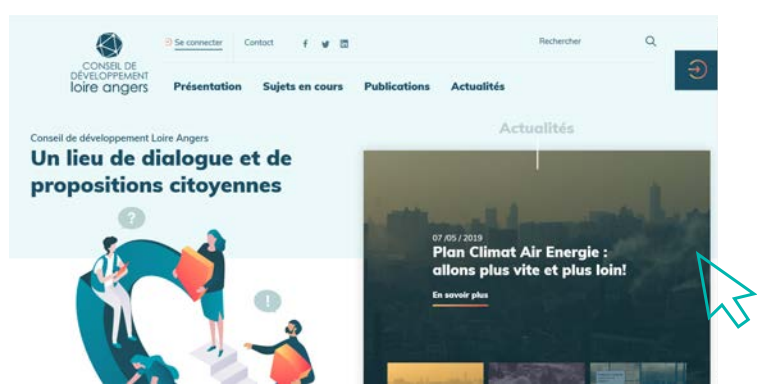 Se connecter
Contact
Rechercher
CONSEIL DE
DÉVELOPPEMENT
loire angers
Présentation
Sujets en cours
Publications
Actualités
Actualités
Conseil de développement Loire Angers
Un lieu de dialogue et de
propositions citoyennes
?
!
07 /05 / 2019
Plan Climat Air Energie :
allons plus vite et plus loin!
En savoir plus